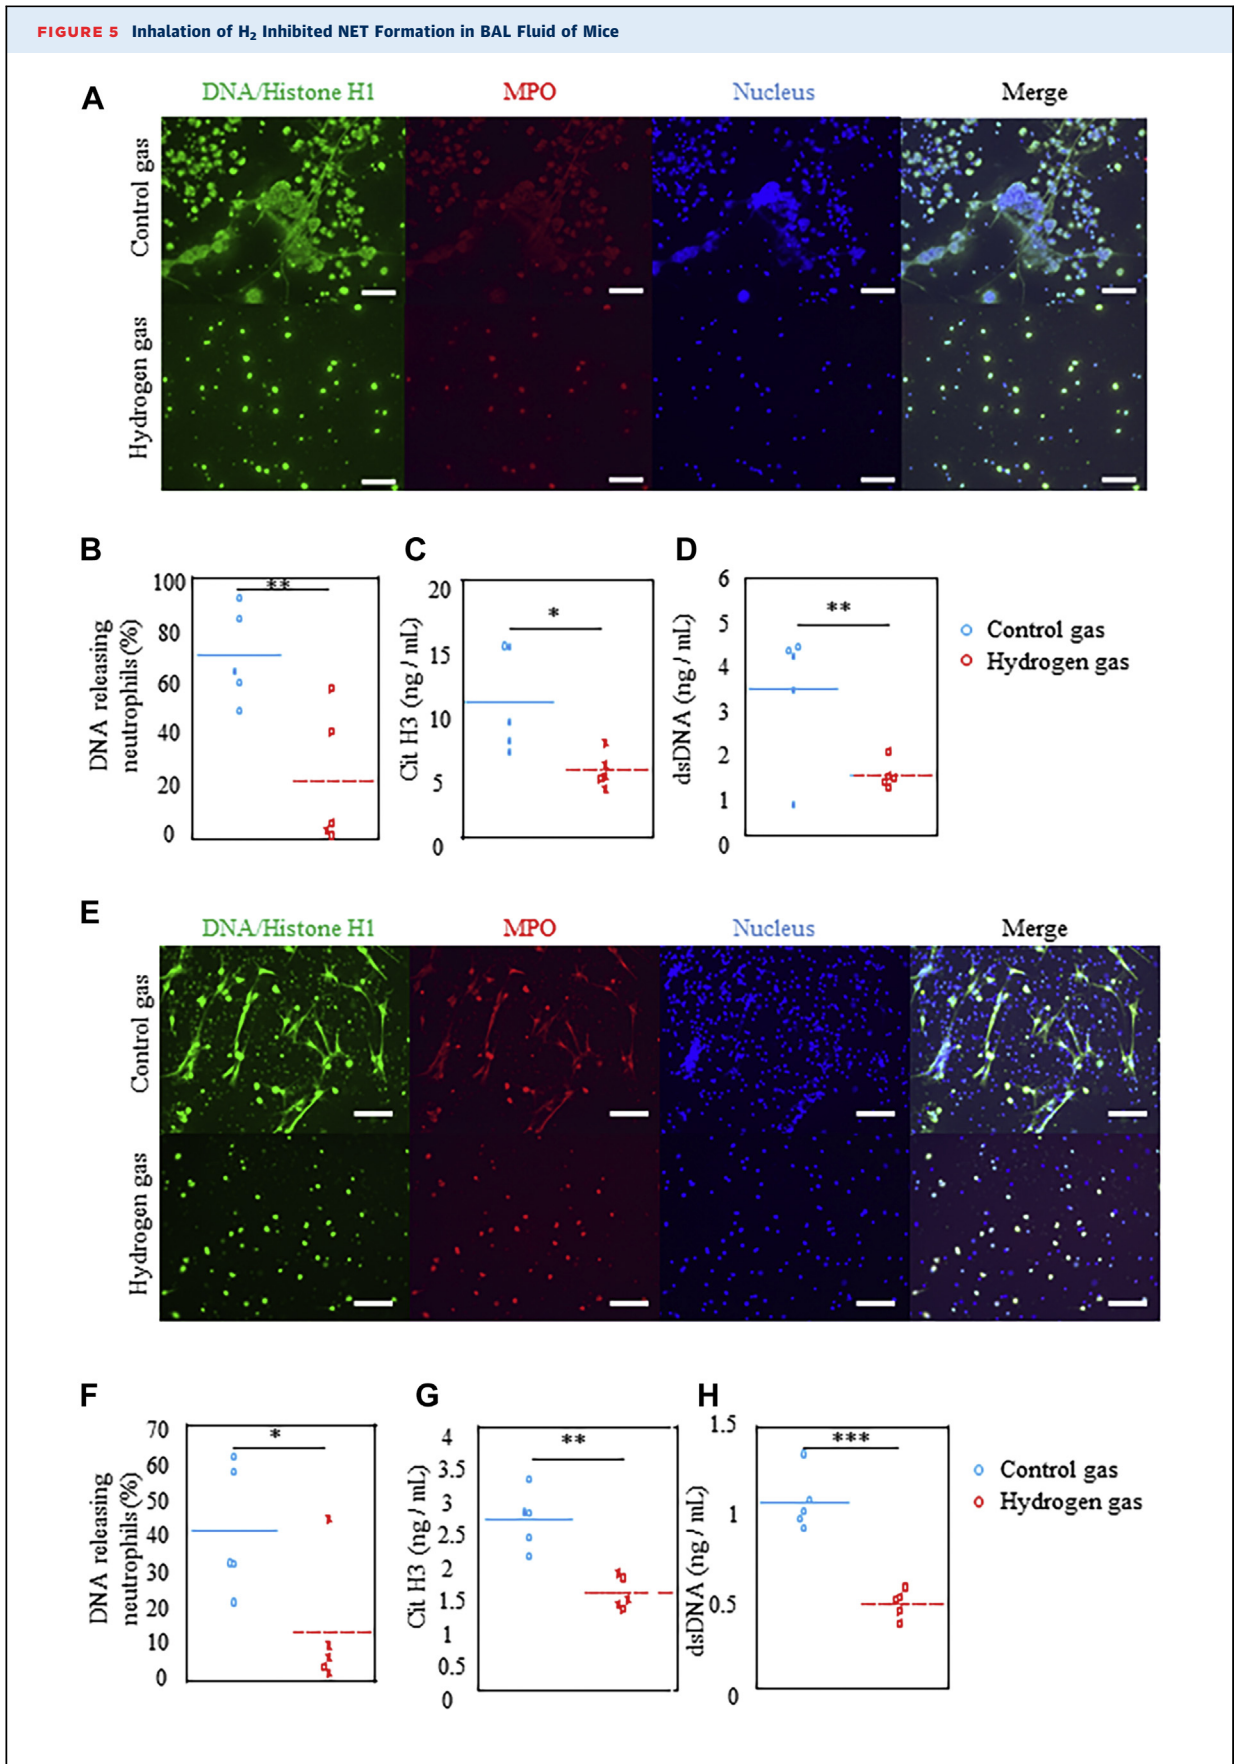 FIGURE 5 Inhalation of H₂ Inhibited NET Formation in BAL Fluid of Mice
A
DNA/Histone H1 MPO Nucleus Merge
Control gas
Hydrogen gas
B
DNA releasing
neutrophils (%)
100
80
60
40
20
0
**
C
Cit H3 (ng / mL)
20
15
10
5
0
*
D
dsDNA (ng / mL)
6
5
4
3
2
1
0
**
Control gas
Hydrogen gas
E
DNA/Histone H1 MPO Nucleus Merge
Control gas
Hydrogen gas
F
DNA releasing
neutrophils (%)
70
60
50
40
30
20
10
0
*
G
Cit H3 (ng / mL)
4
3.5
3
2.5
2
1.5
1
0.5
0
**
H
dsDNA (ng / mL)
1.5
1
0.5
0
***
Control gas
Hydrogen gas